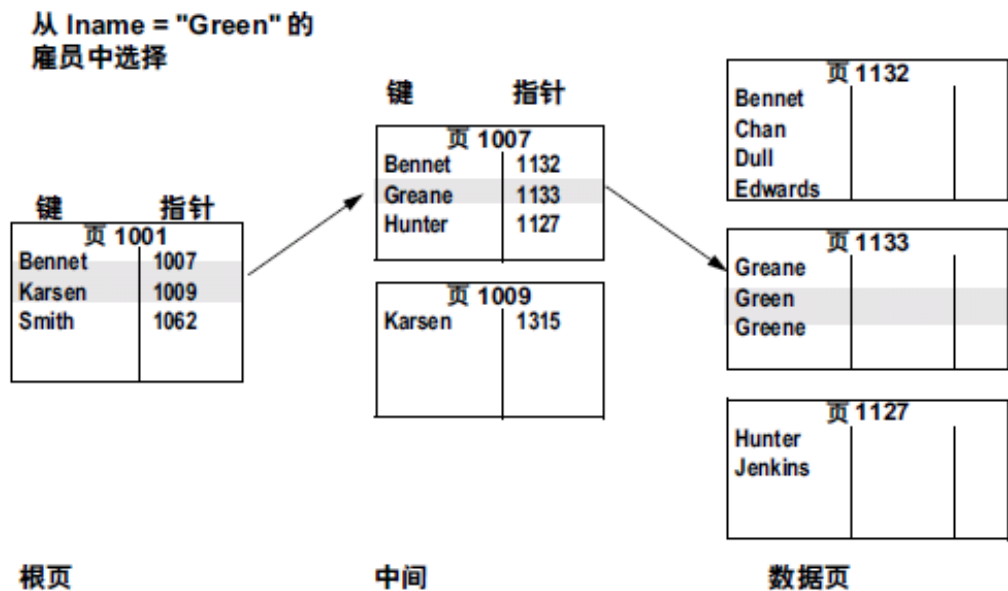 从 lname = "Green" 的
雇员中选择
键 指针
页 1001
Bennet 1007
Karsen 1009
Smith 1062
根页
键 指针
页 1007
Bennet 1132
Greane 1133
Hunter 1127
页 1009
Karsen 1315
中间
页 1132
Bennet
Chan
Dull
Edwards
页 1133
Greane
Green
Greene
页 1127
Hunter
Jenkins
数据页